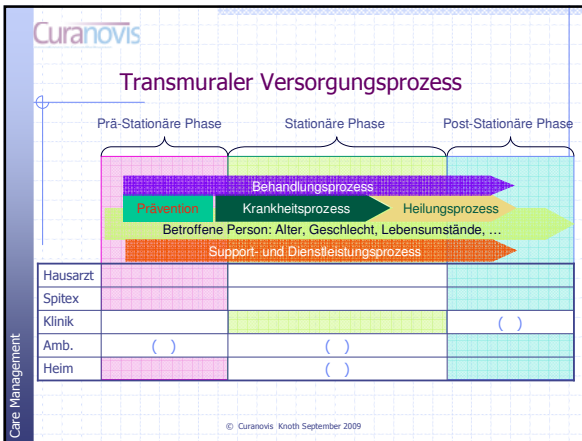 Curanovis
Transmuraler Versorgungsprozess
Prä-Stationäre Phase Stationäre Phase Post-Stationäre Phase
Behandlungsprozess
Prävention Krankheitsprozess Heilungsprozess
Betroffene Person: Alter, Geschlecht, Lebensumstände, …
Support- und Dienstleistungsprozess
Hausarzt
Spitex
Klinik ( )
Amb. ( ) ( )
Heim ( )
Care Management
© Curanovis Knoth September 2009